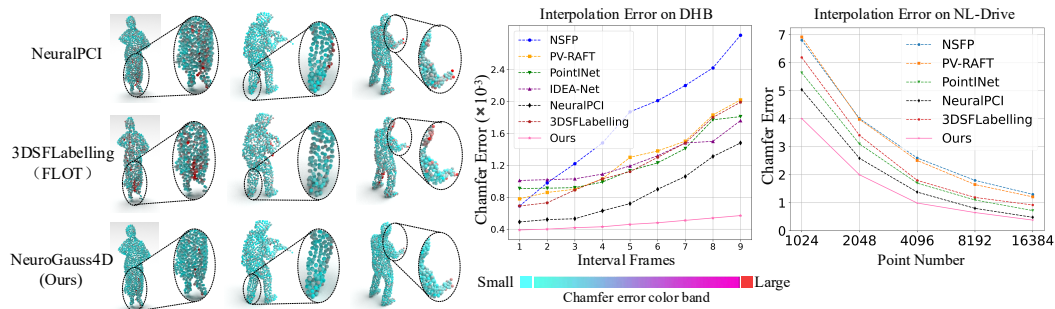 NeuralPCI
3DSFLabelling
（FLOT）
NeuroGauss4D
(Ours)
Interpolation Error on DHB
Chamfer Error (×10⁻³)
2.8
2.4
2.0
1.6
1.2
0.8
0.4
NSFP
PV-RAFT
PointINet
IDEA-Net
NeuralPCI
3DSFLabelling
Ours
1 2 3 4 5 6 7 8 9
Interval Frames
Small Large
Chamfer error color band
Interpolation Error on NL-Drive
Chamfer Error
7
6
5
4
3
2
1
0
NSFP
PV-RAFT
PointINet
NeuralPCI
3DSFLabelling
Ours
1024 2048 4096 8192 16384
Point Number